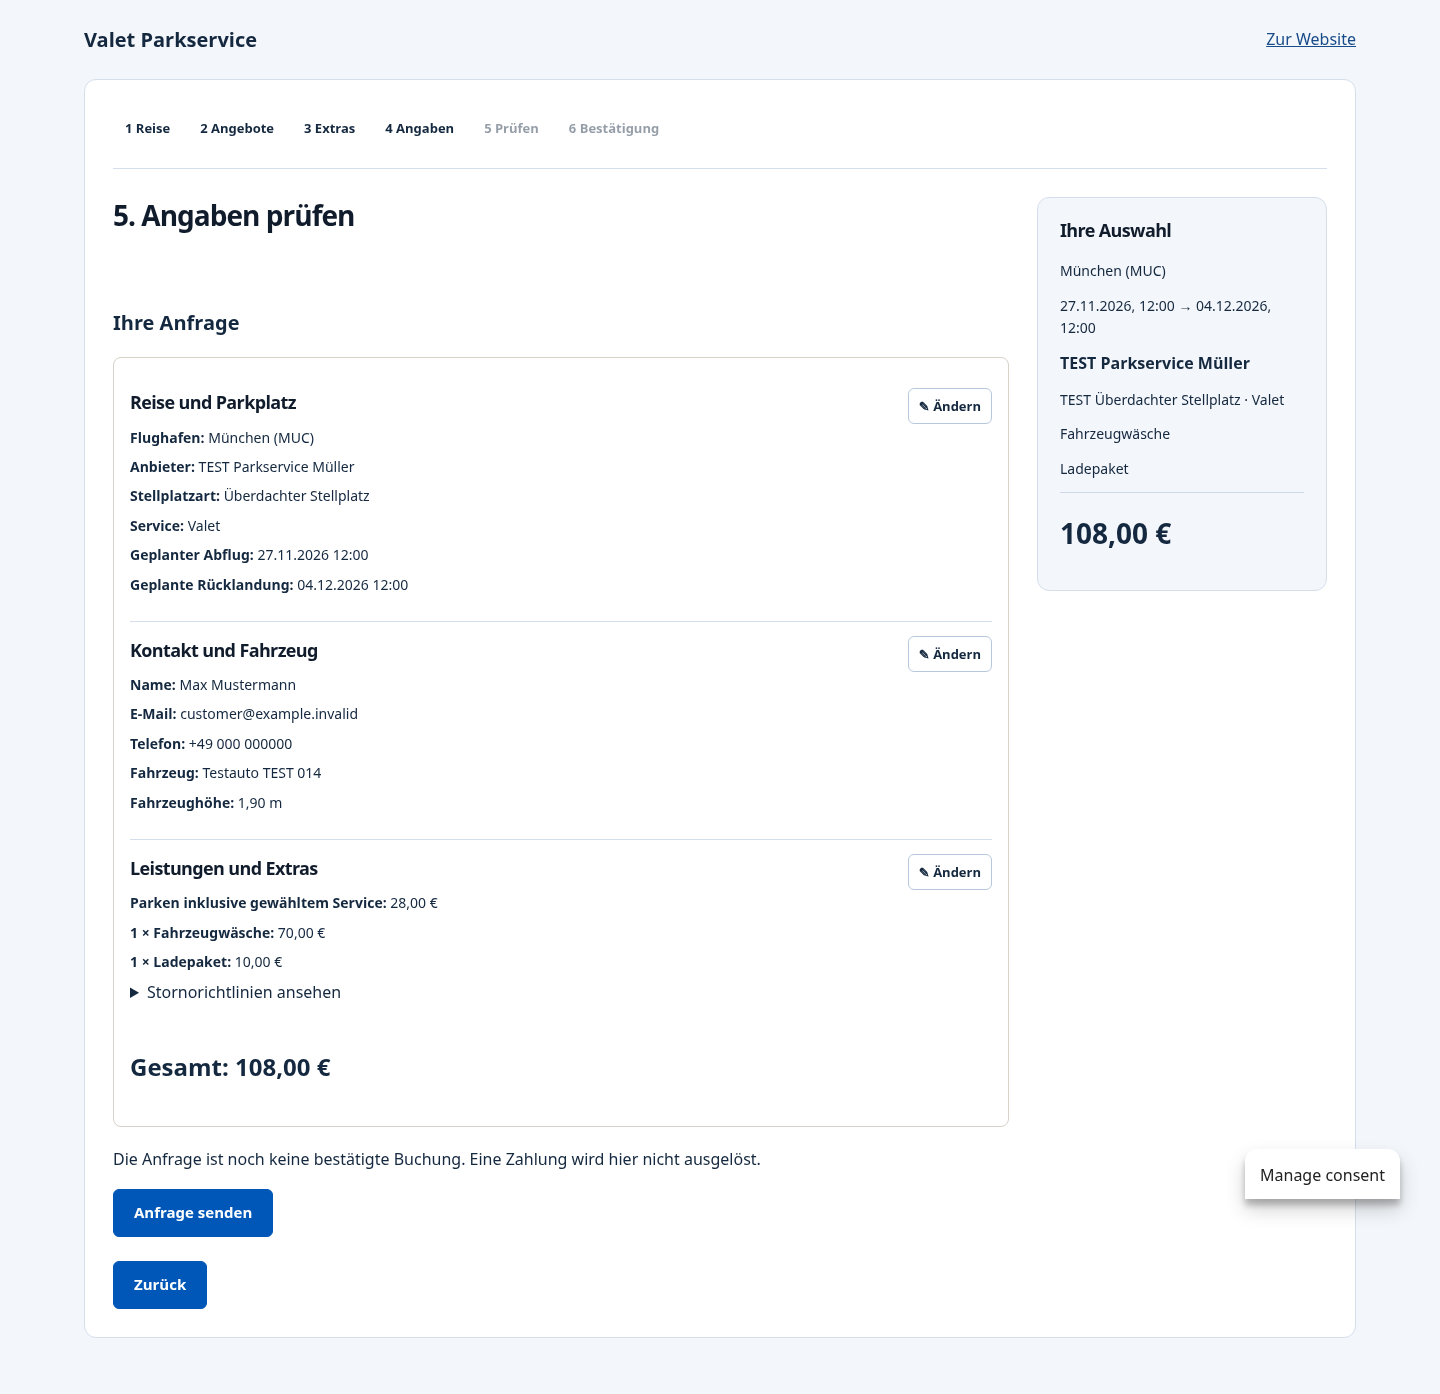 Valet Parkservice
Zur Website
1 Reise 2 Angebote 3 Extras 4 Angaben 5 Prüfen 6 Bestätigung
5. Angaben prüfen
Ihre Anfrage
Reise und Parkplatz
✎ Ändern
Flughafen: München (MUC)
Anbieter: TEST Parkservice Müller
Stellplatzart: Überdachter Stellplatz
Service: Valet
Geplanter Abflug: 27.11.2026 12:00
Geplante Rücklandung: 04.12.2026 12:00
Kontakt und Fahrzeug
✎ Ändern
Name: Max Mustermann
E-Mail: customer@example.invalid
Telefon: +49 000 000000
Fahrzeug: Testauto TEST 014
Fahrzeughöhe: 1,90 m
Leistungen und Extras
✎ Ändern
Parken inklusive gewähltem Service: 28,00 €
1 × Fahrzeugwäsche: 70,00 €
1 × Ladepaket: 10,00 €
▶ Stornorichtlinien ansehen
Gesamt: 108,00 €
Die Anfrage ist noch keine bestätigte Buchung. Eine Zahlung wird hier nicht ausgelöst.
Anfrage senden
Zurück
Ihre Auswahl
München (MUC)
27.11.2026, 12:00 → 04.12.2026,
12:00
TEST Parkservice Müller
TEST Überdachter Stellplatz · Valet
Fahrzeugwäsche
Ladepaket
108,00 €
Manage consent